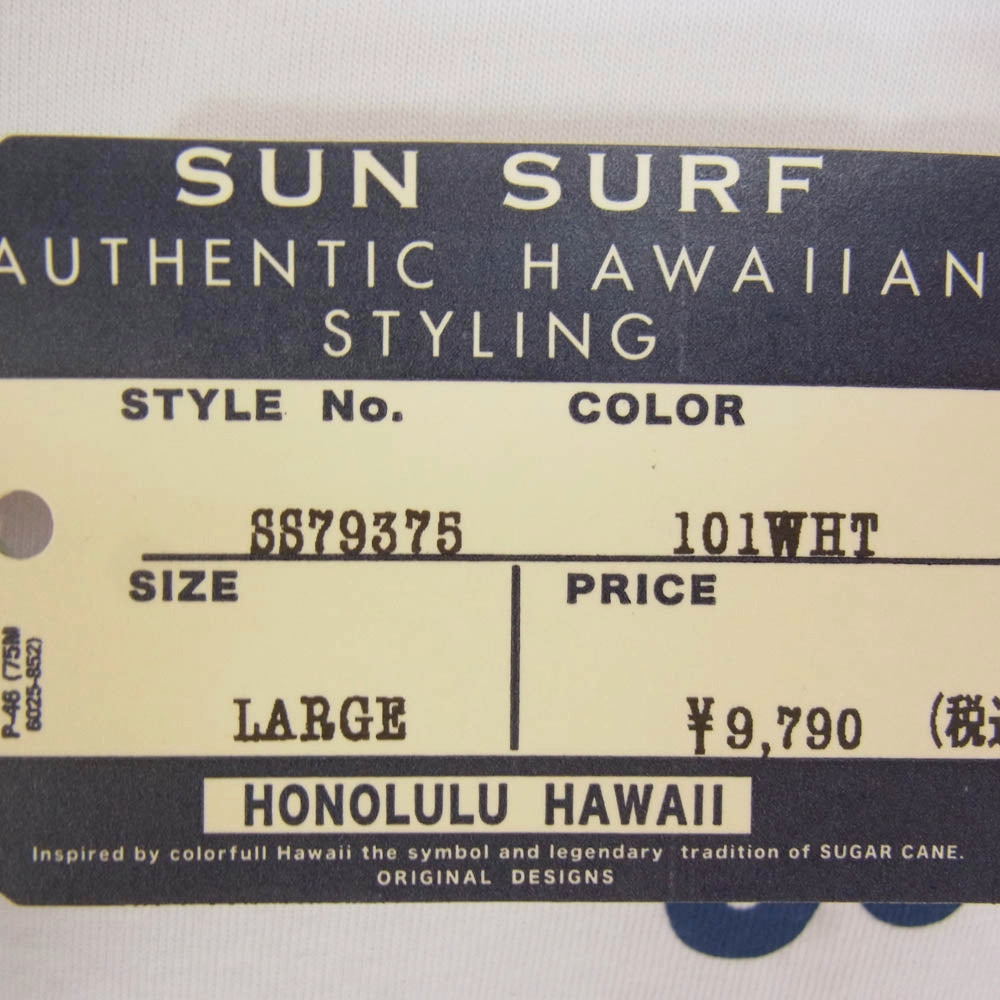 SUN SURF
AUTHENTIC HAWAIIAN
STYLING
STYLE No. COLOR
SS79375 101WHT
SIZE PRICE
LARGE ¥9,790 (税
P-46 (75M
6025-852)
HONOLULU HAWAII
Inspired by colorfull Hawaii the symbol and legendary tradition of SUGAR CANE.
ORIGINAL DESIGNS